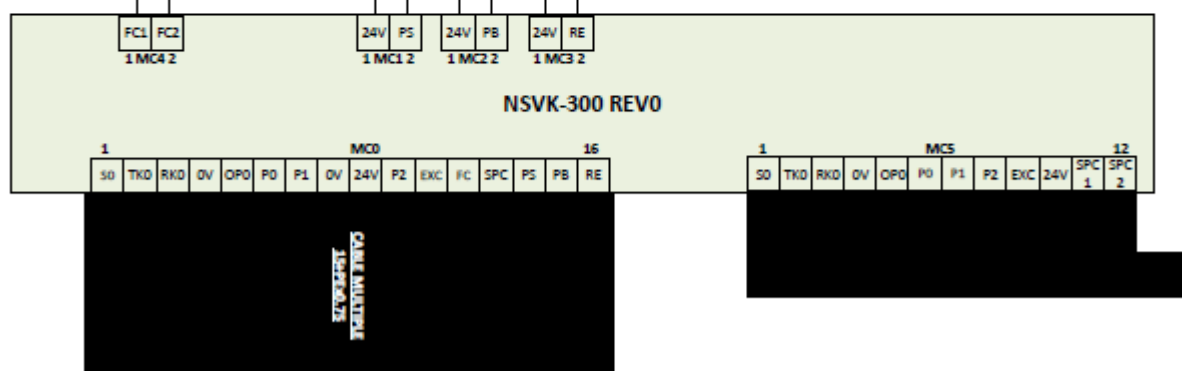 FC1 FC2 24V PS 24V PB 24V RE
1 MC4 2 1 MC1 2 1 MC2 2 1 MC3 2
NSVK-300 REV0
1 MC0 16
S0 TK0 RK0 0V OP0 P0 P1 0V 24V P2 EXC FC SPC PS PB RE
1 MC5 12
S0 TK0 RK0 0V OP0 P0 P1 P2 EXC 24V SPC 1 SPC 2
CABLE MULTIPLE